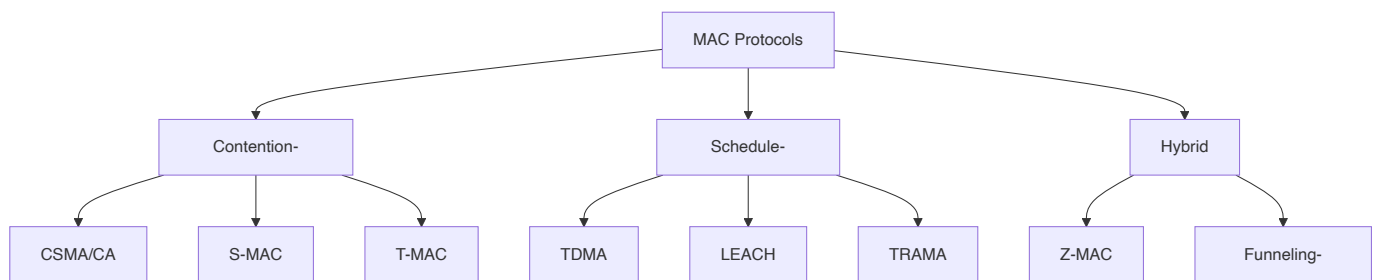 MAC Protocols
Contention-
Schedule-
Hybrid
CSMA/CA
S-MAC
T-MAC
TDMA
LEACH
TRAMA
Z-MAC
Funneling-